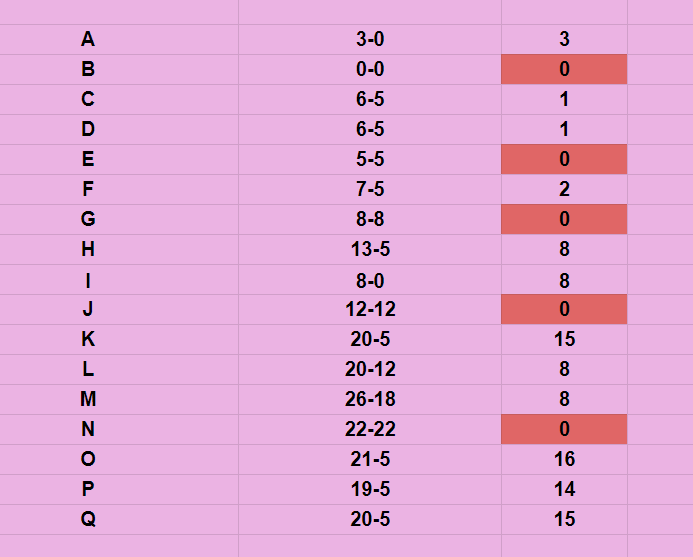 A 3-0 3
B 0-0 0
C 6-5 1
D 6-5 1
E 5-5 0
F 7-5 2
G 8-8 0
H 13-5 8
I 8-0 8
J 12-12 0
K 20-5 15
L 20-12 8
M 26-18 8
N 22-22 0
O 21-5 16
P 19-5 14
Q 20-5 15